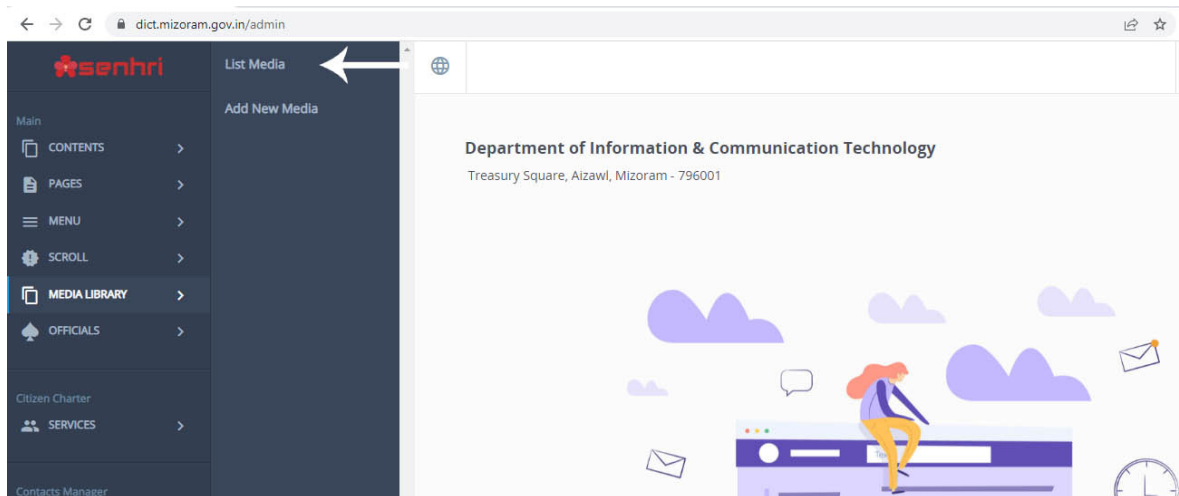 dict.mizoram.gov.in/admin
senhri
List Media
Add New Media
Main
CONTENTS
PAGES
MENU
SCROLL
MEDIA LIBRARY
OFFICIALS
Citizen Charter
SERVICES
Contacts Manager
Department of Information & Communication Technology
Treasury Square, Aizawl, Mizoram - 796001